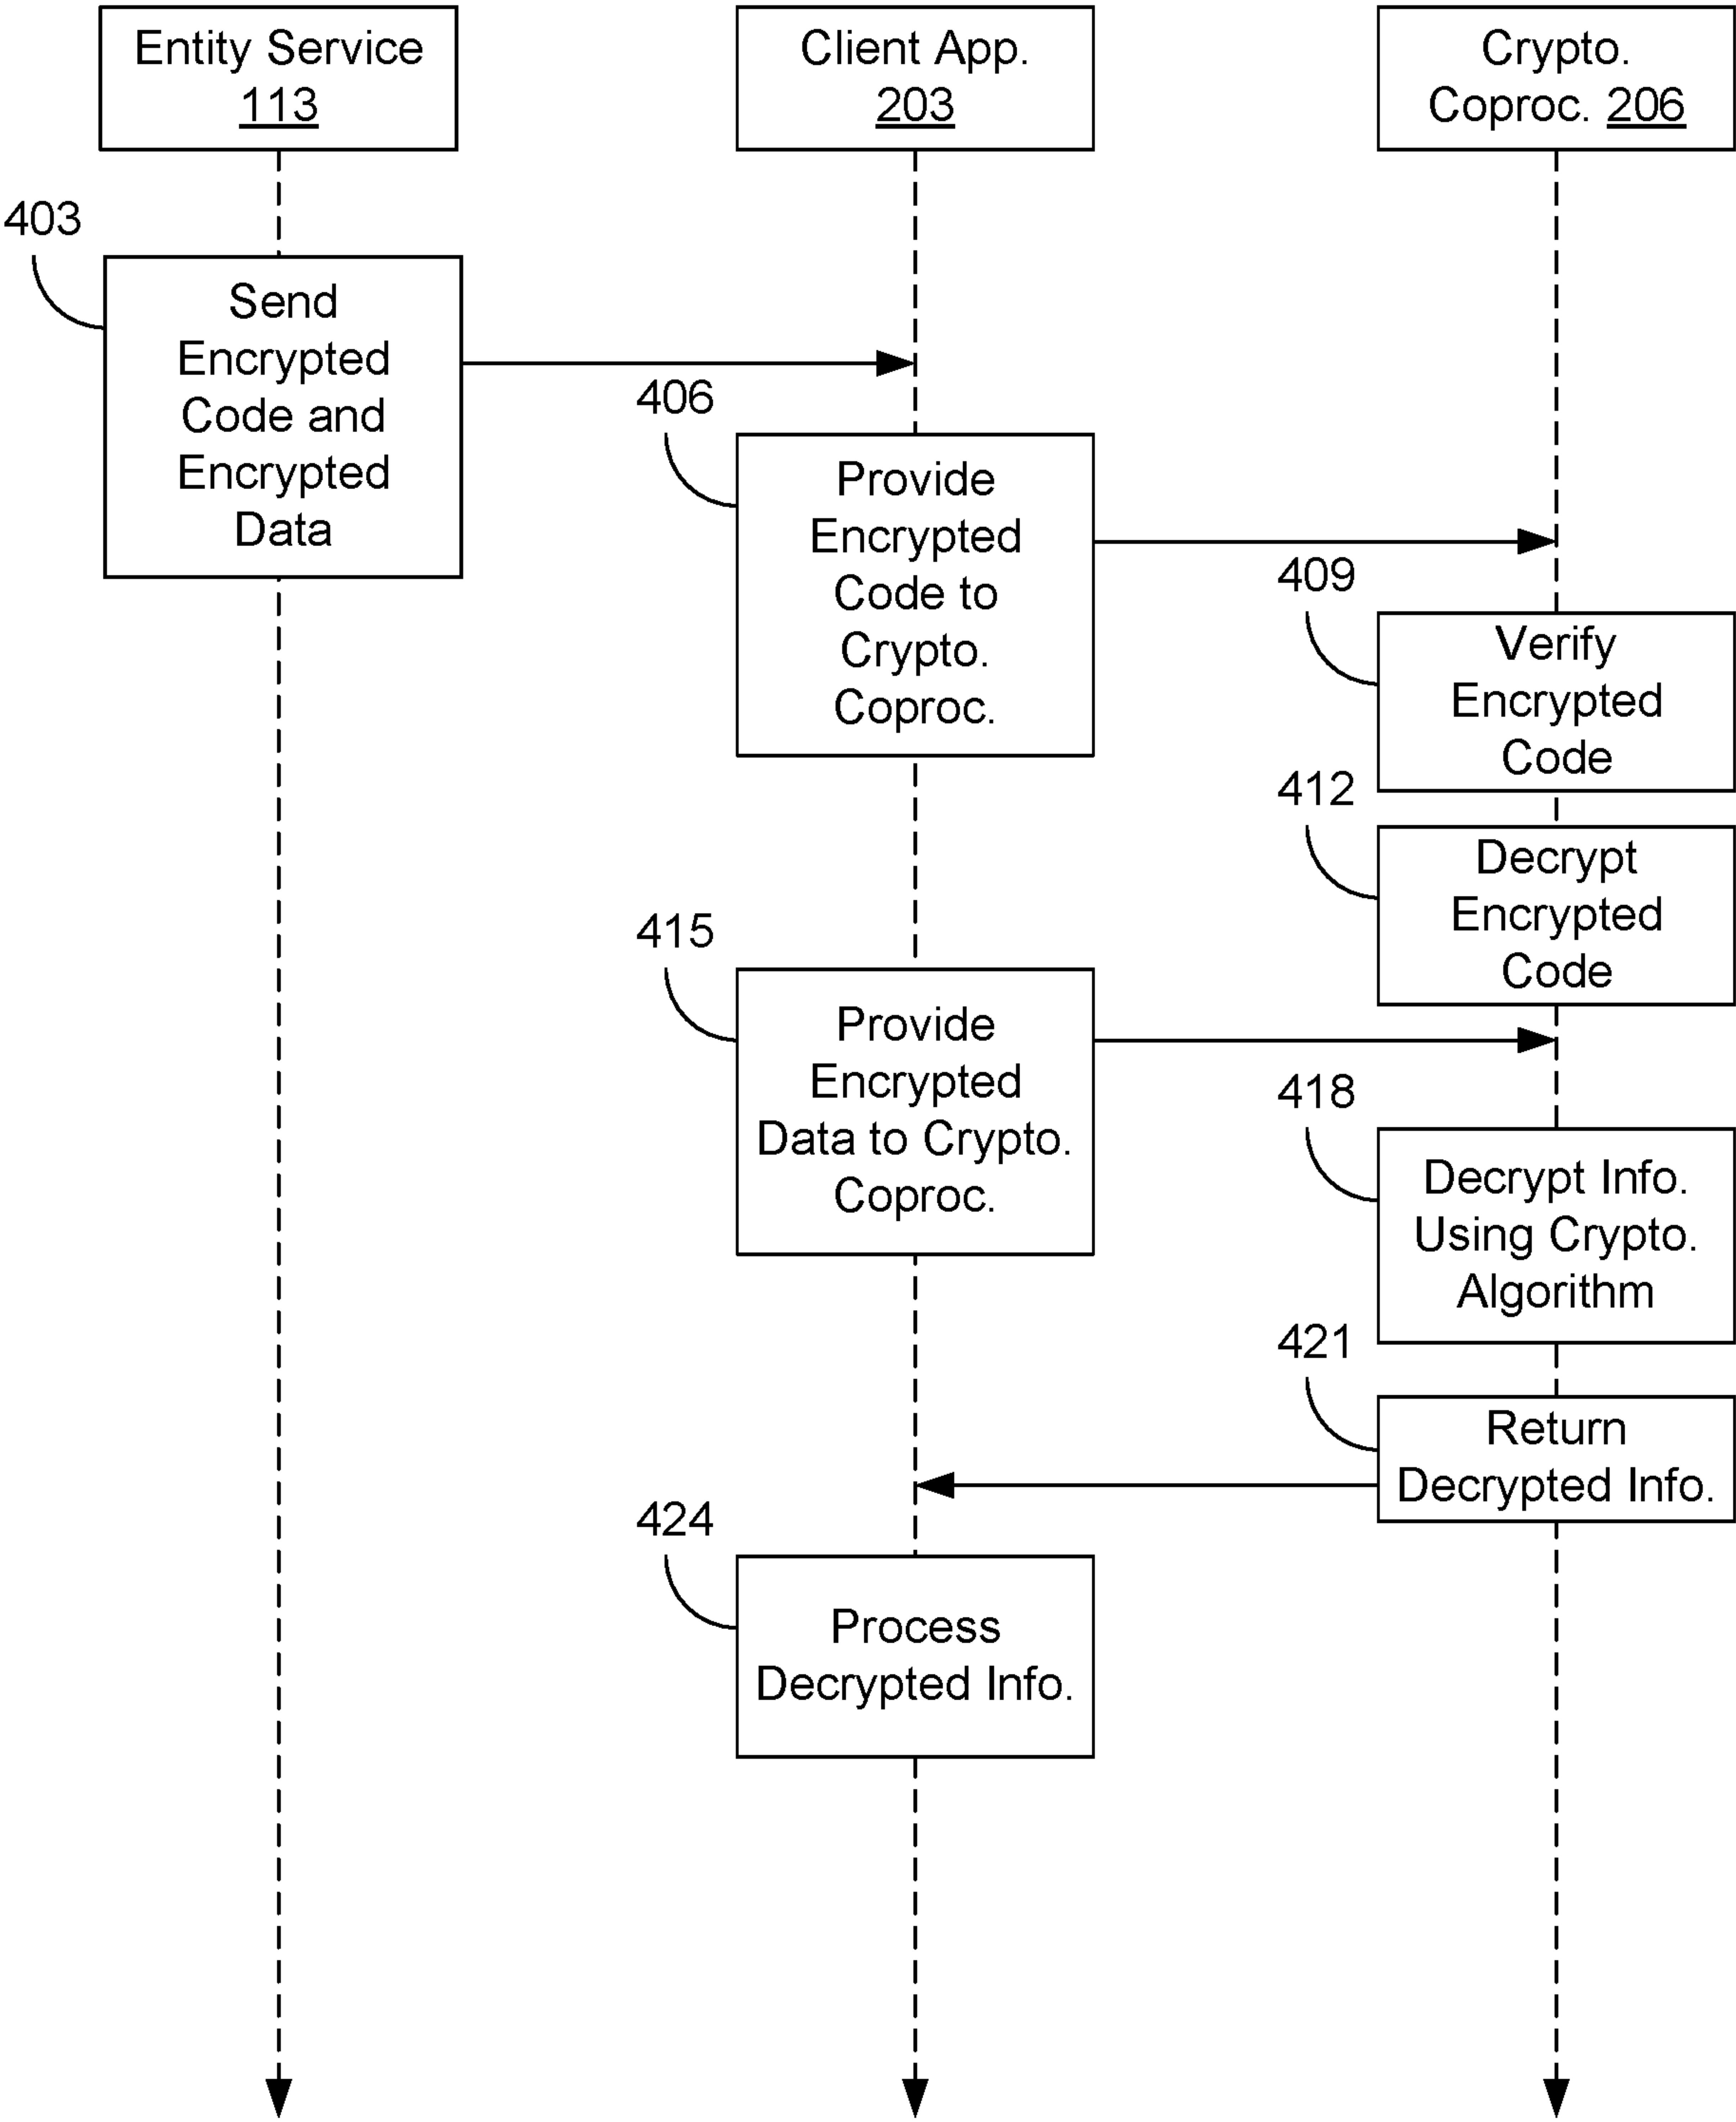 Entity Service
113
Client App.
203
Crypto.
Coproc. 206
403
Send
Encrypted
Code and
Encrypted
Data
406
Provide
Encrypted
Code to
Crypto.
Coproc.
409
Verify
Encrypted
Code
412
Decrypt
Encrypted
Code
415
Provide
Encrypted
Data to Crypto.
Coproc.
418
Decrypt Info.
Using Crypto.
Algorithm
421
Return
Decrypted Info.
424
Process
Decrypted Info.